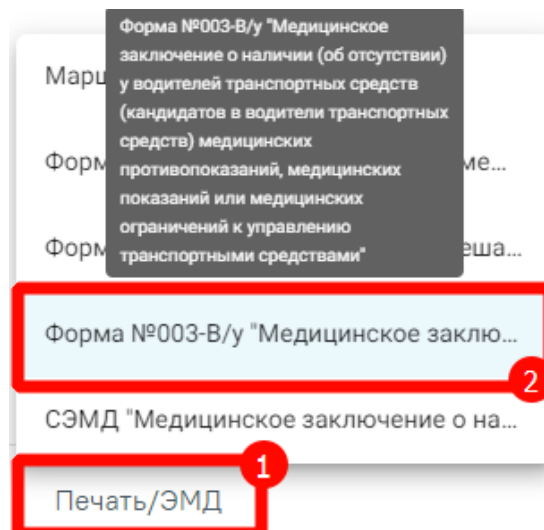 Форма №003-В/у "Медицинское
заключение о наличии (об отсутствии)
у водителей транспортных средств
(кандидатов в водители транспортных
средств) медицинских
противопоказаний, медицинских
показаний или медицинских
ограничений к управлению
транспортными средствами"
Марш
Форм ме...
Форм еша...
Форма №003-В/у "Медицинское заклю...
2
СЭМД "Медицинское заключение о на...
1
Печать/ЭМД